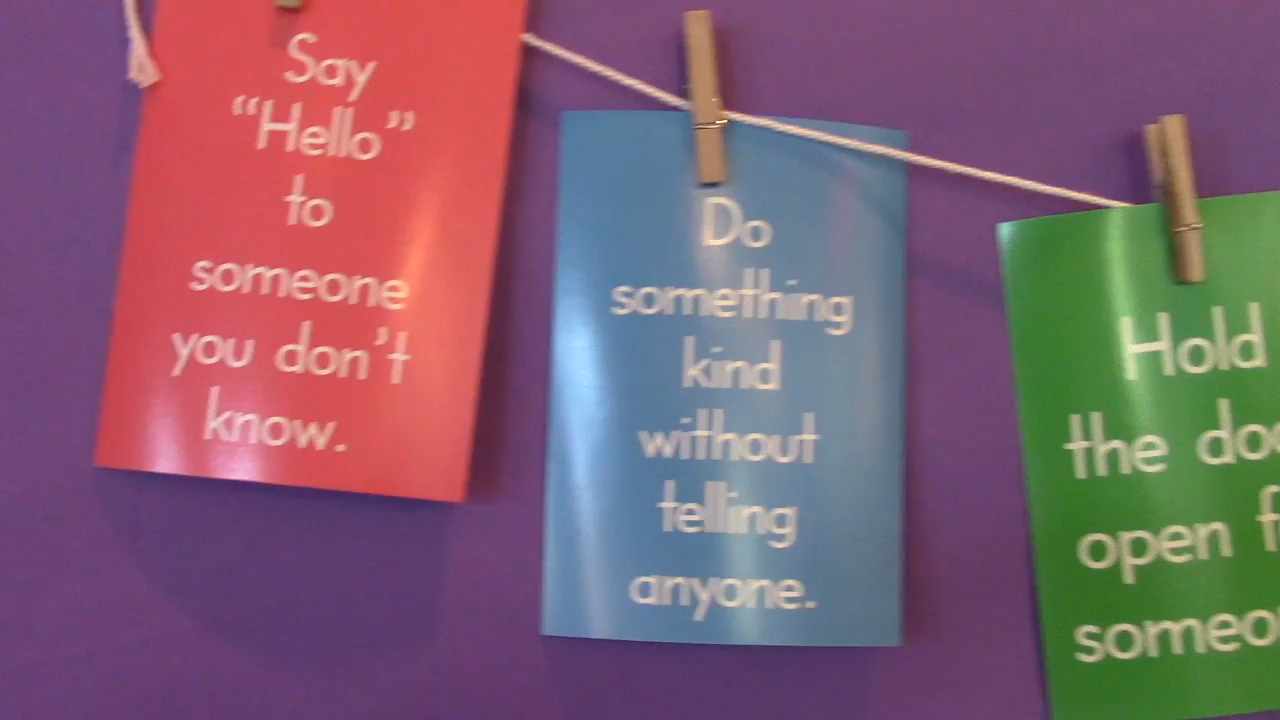 Say
“Hello”
to
someone
you don’t
know.
Do
something
kind
without
telling
anyone.
Hold
the
open